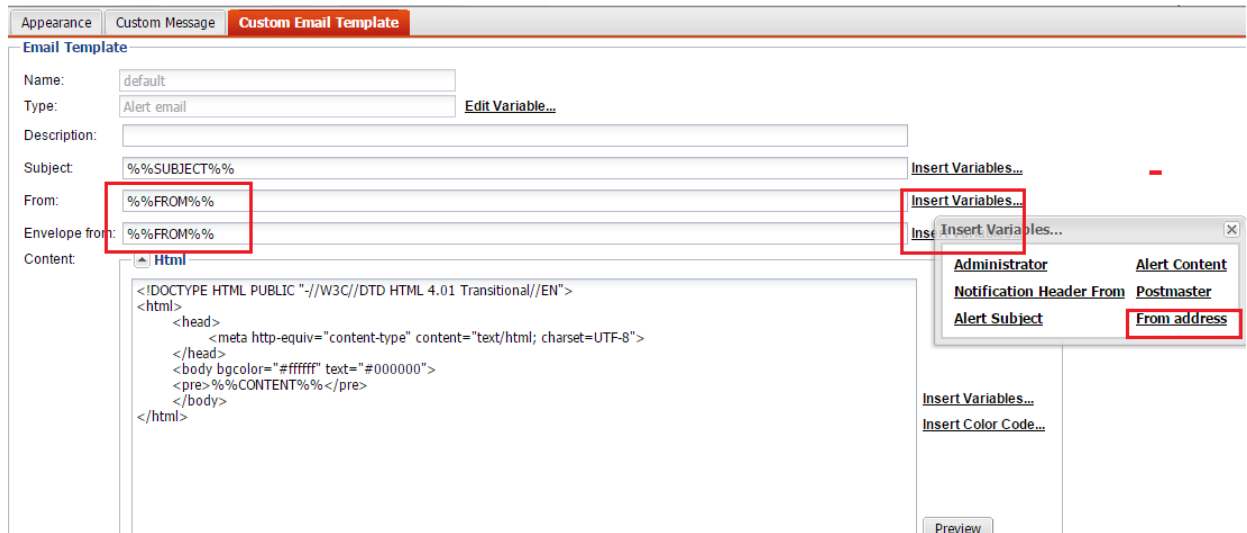 Appearance Custom Message Custom Email Template
Email Template
Name: default
Type: Alert email Edit Variable...
Description:
Subject: %%SUBJECT%% Insert Variables...
From: %%FROM%% Insert Variables...
Envelope from: %%FROM%% Inse
Insert Variables...
Administrator Alert Content
Notification Header From Postmaster
Alert Subject From address
Content: Html
<!DOCTYPE HTML PUBLIC "-//W3C//DTD HTML 4.01 Transitional//EN">
<html>
<head>
<meta http-equiv="content-type" content="text/html; charset=UTF-8">
</head>
<body bgcolor="#ffffff" text="#000000">
<pre>%%CONTENT%%</pre>
</body>
</html>
Insert Variables...
Insert Color Code...
Preview